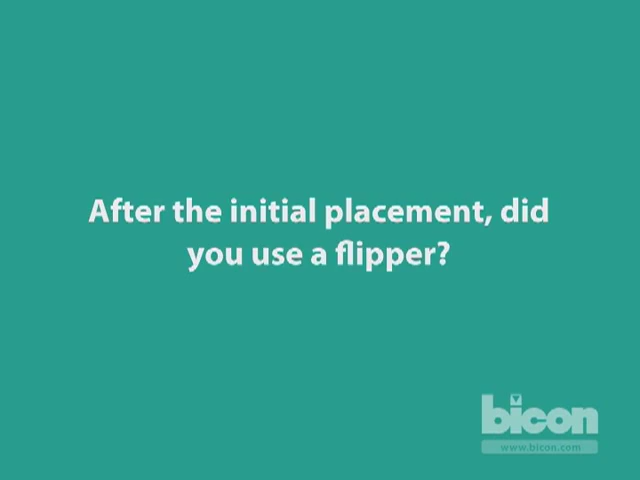 After the initial placement, did
you use a flipper?
bicon
www.bicon.com